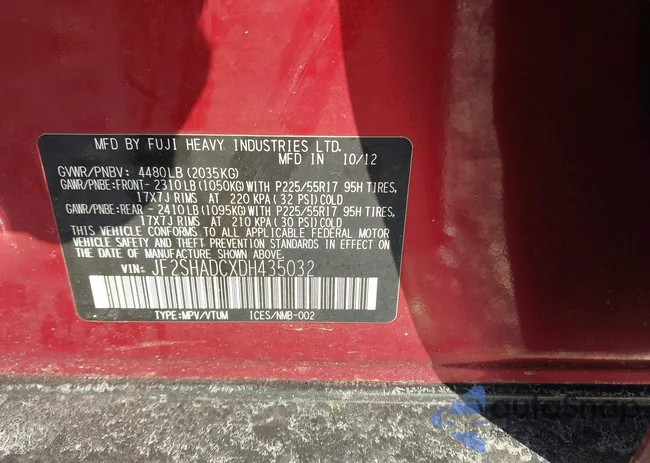 MFD BY FUJI HEAVY INDUSTRIES LTD.
MFD IN 10/12
GVWR/PNBV: 4480LB(2035KG)
GAWR/PNBE:FRONT- 2310LB(1050KG)WITH P225/55R17 95H TIRES,
17X7J RIMS AT 220 KPA(32 PSI)COLD
GAWR/PNBE:REAR - 2410LB(1095KG)WITH P225/55R17 95H TIRES,
17X7J RIMS AT 210 KPA(30 PSI)COLD
THIS VEHICLE CONFORMS TO ALL APPLICABLE FEDERAL MOTOR
VEHICLE SAFETY AND THEFT PREVENTION STANDARDS IN EFFECT ON
THE DATE OF MANUFACTURE SHOWN ABOVE.
VIN: JF2SHADCXDH435032
TYPE:MPV/VTUM ICES/NMB-002
autoSnap